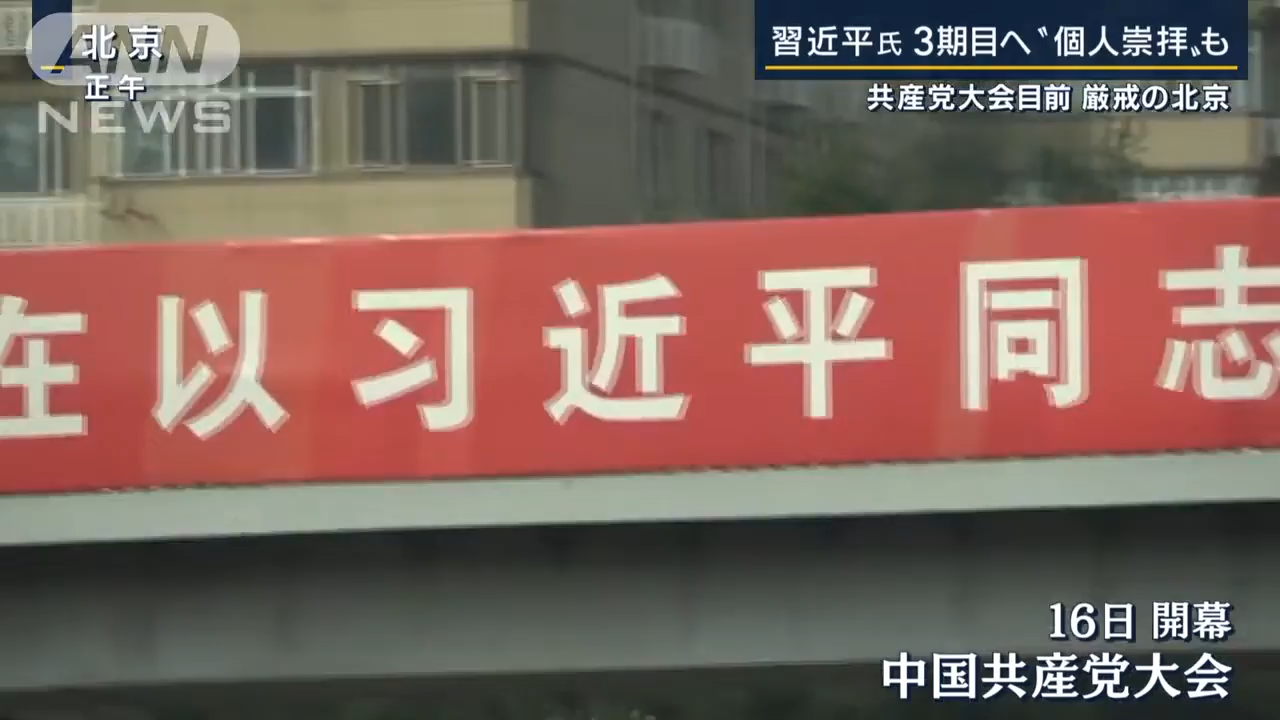 ANN
NEWS
北京
正午
習近平氏 3期目へ〝個人崇拝〟も
共産党大会目前 厳戒の北京
在以习近平同志
16日 開幕
中国共産党大会